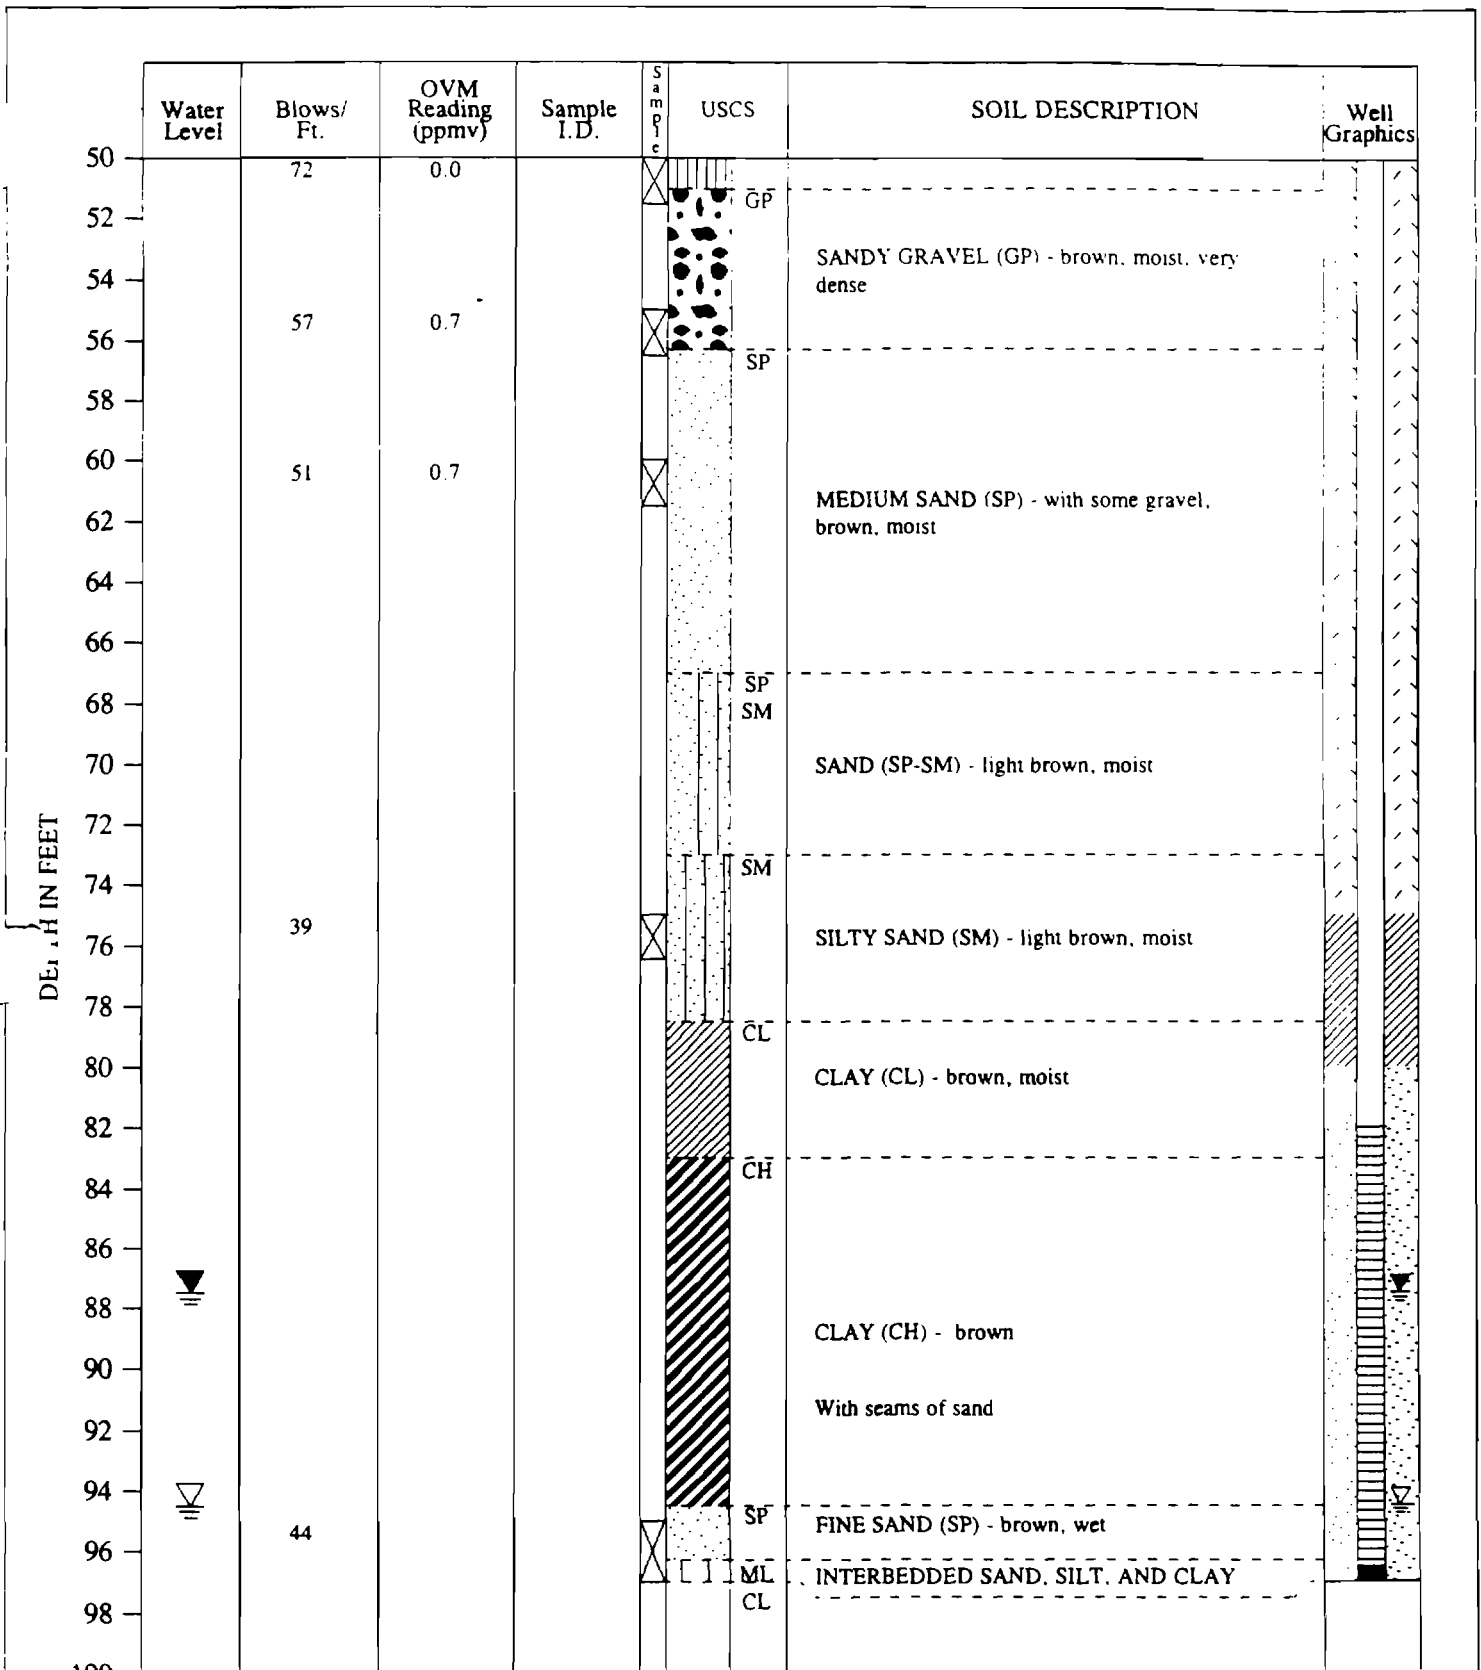 Water
Level
Blows/
Ft.
OVM
Reading
(ppmv)
Sample
I.D.
Sample
USCS
SOIL DESCRIPTION
Well
Graphics
50
72
0.0
GP
52
SANDY GRAVEL (GP) - brown, moist, very
dense
54
57
0.7
56
SP
58
60
51
0.7
MEDIUM SAND (SP) - with some gravel,
brown, moist
62
64
66
SP
SM
68
SAND (SP-SM) - light brown, moist
70
72
SM
74
39
SILTY SAND (SM) - light brown, moist
76
78
CL
80
CLAY (CL) - brown, moist
82
CH
84
86
88
CLAY (CH) - brown
90
With seams of sand
92
94
SP
FINE SAND (SP) - brown, wet
44
96
ML
INTERBEDDED SAND, SILT, AND CLAY
CL
98
IN FEET